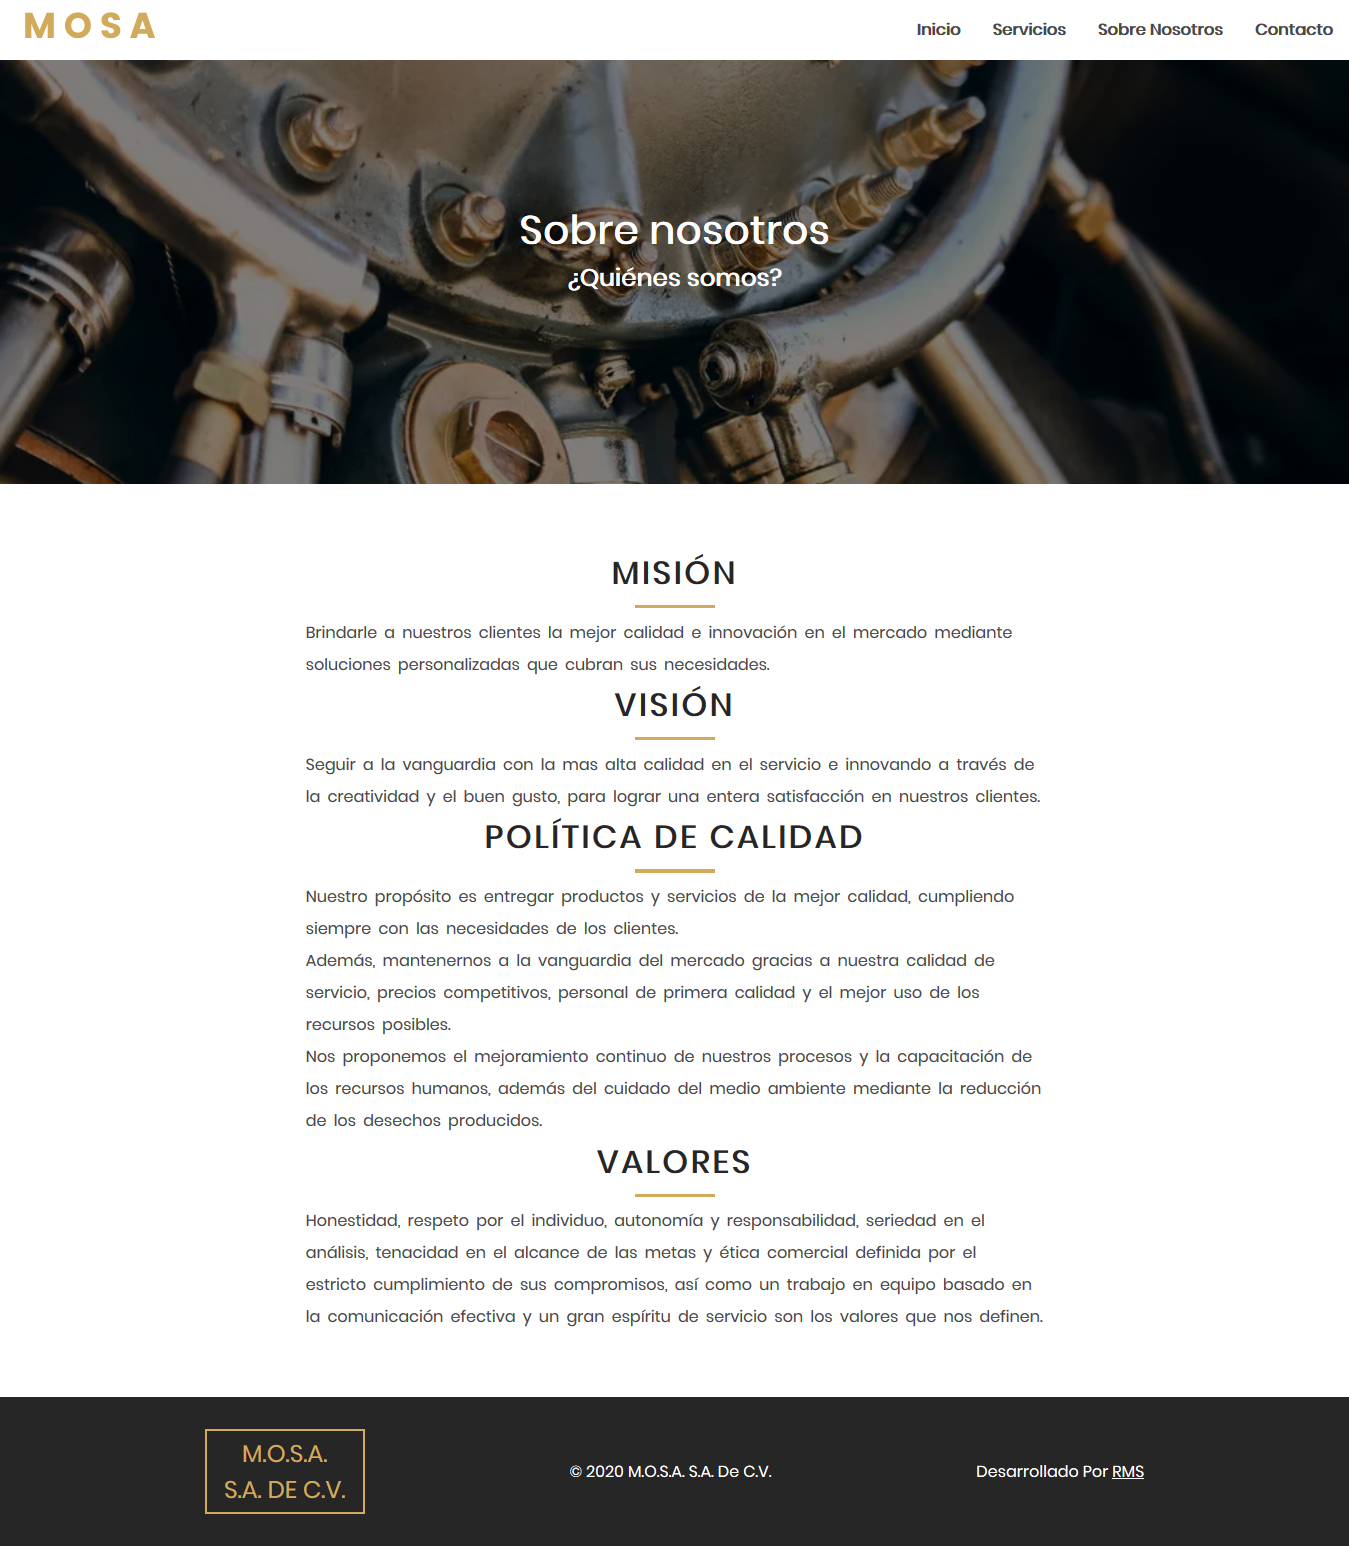 MOSA
Inicio Servicios Sobre Nosotros Contacto
Sobre nosotros
¿Quiénes somos?
MISIÓN
Brindarle a nuestros clientes la mejor calidad e innovación en el mercado mediante
soluciones personalizadas que cubran sus necesidades.
VISIÓN
Seguir a la vanguardia con la mas alta calidad en el servicio e innovando a través de
la creatividad y el buen gusto, para lograr una entera satisfacción en nuestros clientes.
POLÍTICA DE CALIDAD
Nuestro propósito es entregar productos y servicios de la mejor calidad, cumpliendo
siempre con las necesidades de los clientes.
Además, mantenernos a la vanguardia del mercado gracias a nuestra calidad de
servicio, precios competitivos, personal de primera calidad y el mejor uso de los
recursos posibles.
Nos proponemos el mejoramiento continuo de nuestros procesos y la capacitación de
los recursos humanos, además del cuidado del medio ambiente mediante la reducción
de los desechos producidos.
VALORES
Honestidad, respeto por el individuo, autonomía y responsabilidad, seriedad en el
análisis, tenacidad en el alcance de las metas y ética comercial definida por el
estricto cumplimiento de sus compromisos, así como un trabajo en equipo basado en
la comunicación efectiva y un gran espíritu de servicio son los valores que nos definen.
M.O.S.A.
S.A. DE C.V.
© 2020 M.O.S.A. S.A. De C.V.
Desarrollado Por RMS